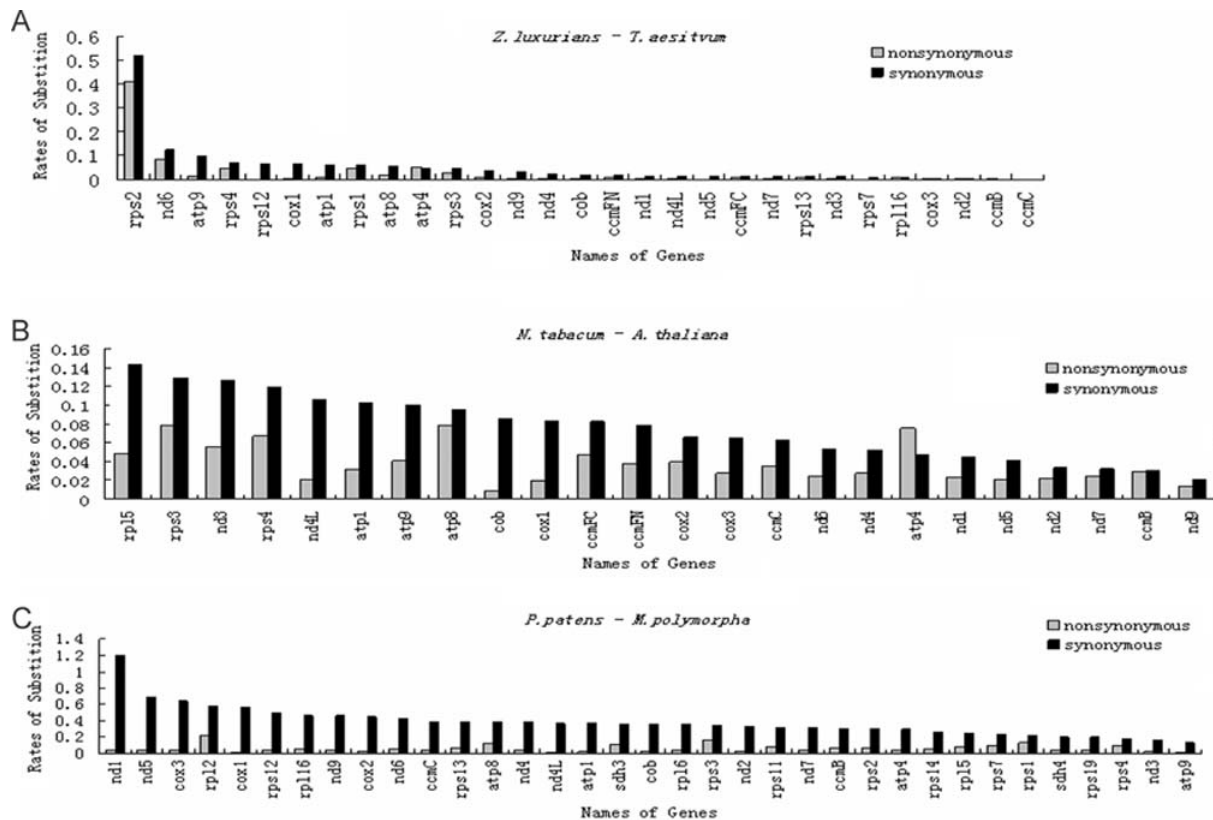 A
Z.luxurians - T.aesitvum
nonsynonymous
synonymous
Rates of Substition
0.6
0.5
0.4
0.3
0.2
0.1
0
rps2 nd6 atp9 rps4 rps12 cox1 atp1 rps1 atp8 atp4 rps3 cox2 nd9 nd4 cob ccmFN nd1 nd4L nd5 ccmFC nd7 rps13 nd3 rps7 rpl16 cox3 nd2 ccmB ccmC
Names of Genes
B
N.tabacum - A.thaliana
nonsynonymous
synonymous
Rates of Substition
0.16
0.14
0.12
0.1
0.08
0.06
0.04
0.02
0
rpl5 rps3 nd3 rps4 nd4L atp1 atp9 atp8 cob cox1 ccmFC ccmFN cox2 cox3 ccmC nd6 nd4 atp4 nd1 nd5 nd2 nd7 ccmB nd9
Names of Genes
C
P.patens - M.polymorpha
nonsynonymous
synonymous
Rates of Substition
1.4
1.2
1
0.8
0.6
0.4
0.2
0
nd1 nd5 cox3 rpl2 cox1 rps12 rpl16 nd9 cox2 nd6 ccmC rps13 atp8 nd4 nd4L atp1 sdh3 cob rpl6 rps3 nd2 rps11 nd7 ccmB rps2 atp4 rps14 rpl5 rps7 rps1 sdh4 rps19 rps4 nd3 atp9
Names of Genes